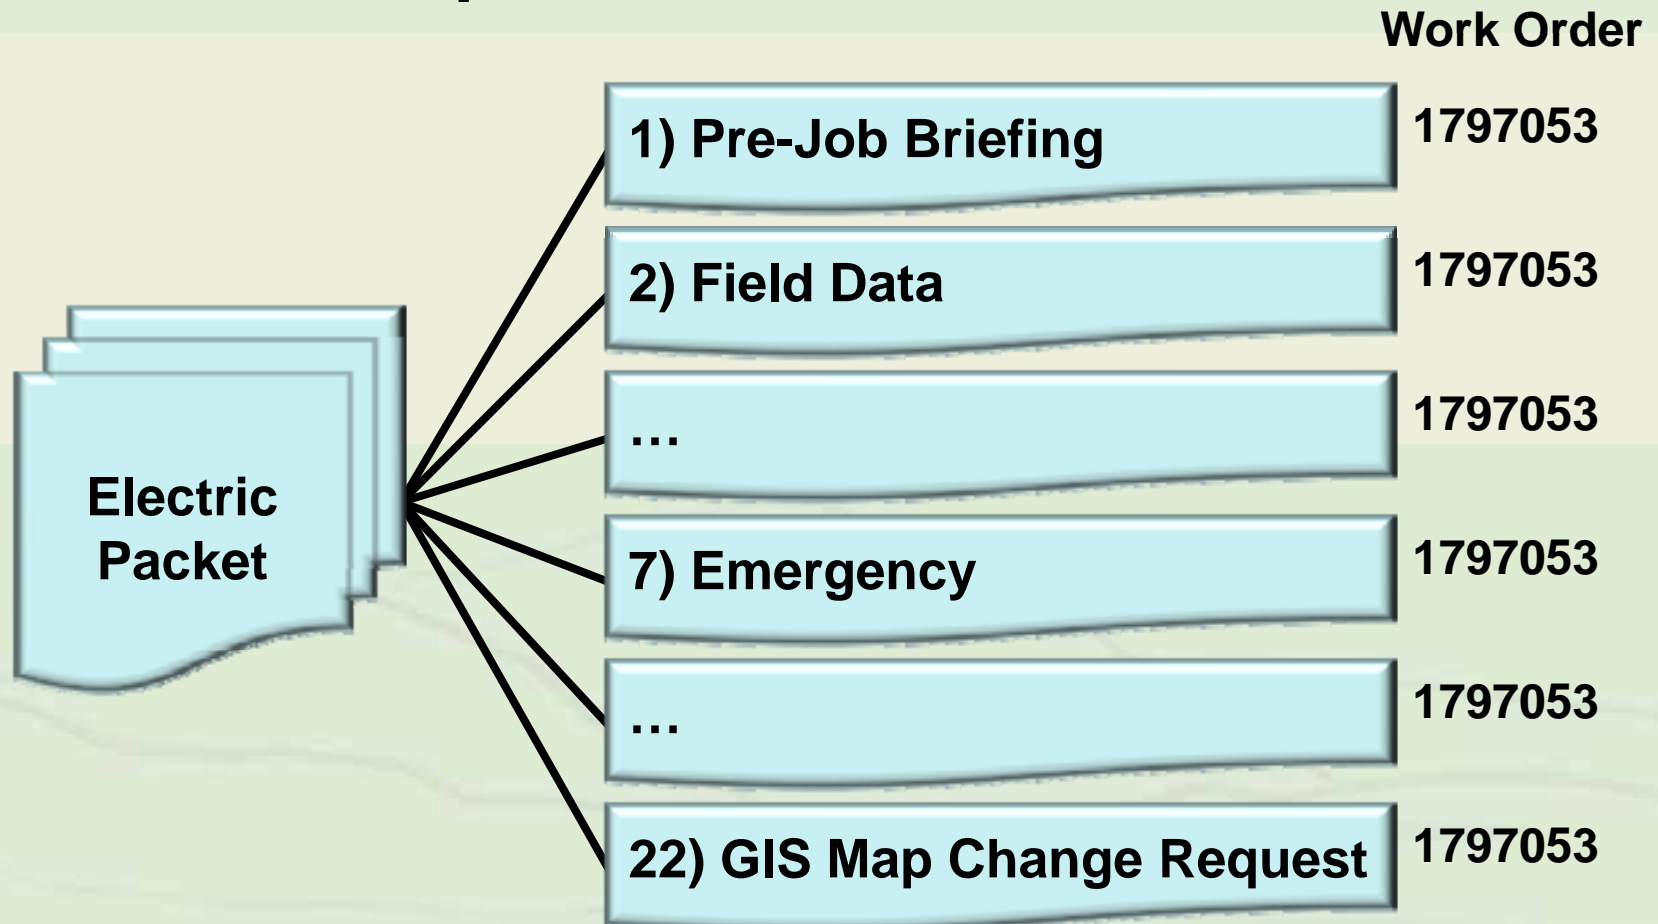 Work Order
1) Pre-Job Briefing 1797053
2) Field Data 1797053
… 1797053
Electric
Packet
7) Emergency 1797053
… 1797053
22) GIS Map Change Request 1797053